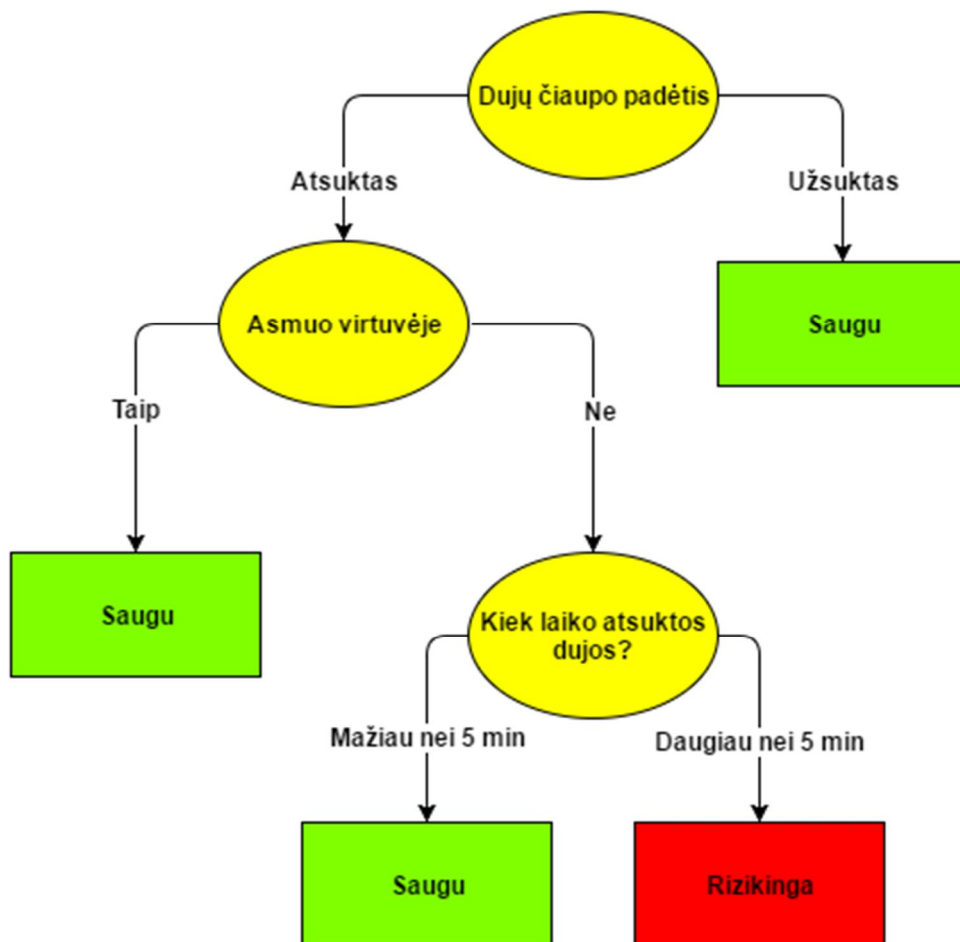 Dujų čiaupo padėtis
Atsuktas
Užsuktas
Asmuo virtuvėje
Saugu
Taip
Ne
Saugu
Kiek laiko atsuktos
dujos?
Mažiau nei 5 min
Daugiau nei 5 min
Saugu
Rizikinga